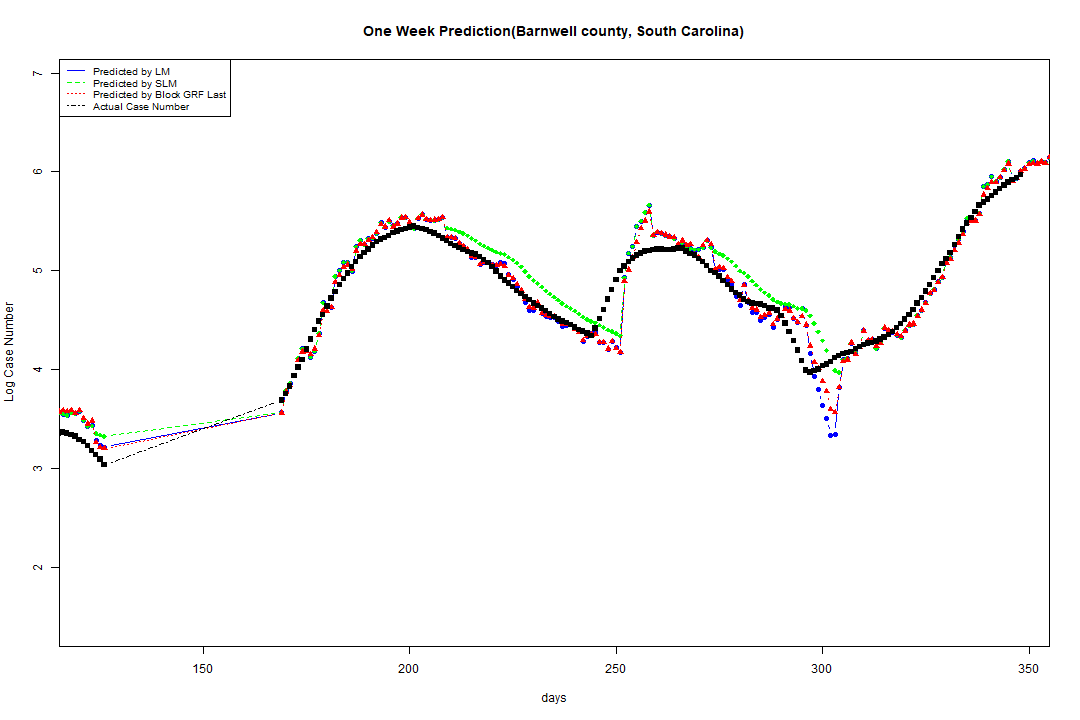 One Week Prediction(Barnwell county, South Carolina)
Predicted by LM
Predicted by SLM
Predicted by Block GRF Last
Actual Case Number
Log Case Number
7
6
5
4
3
2
150 200 250 300 350
days